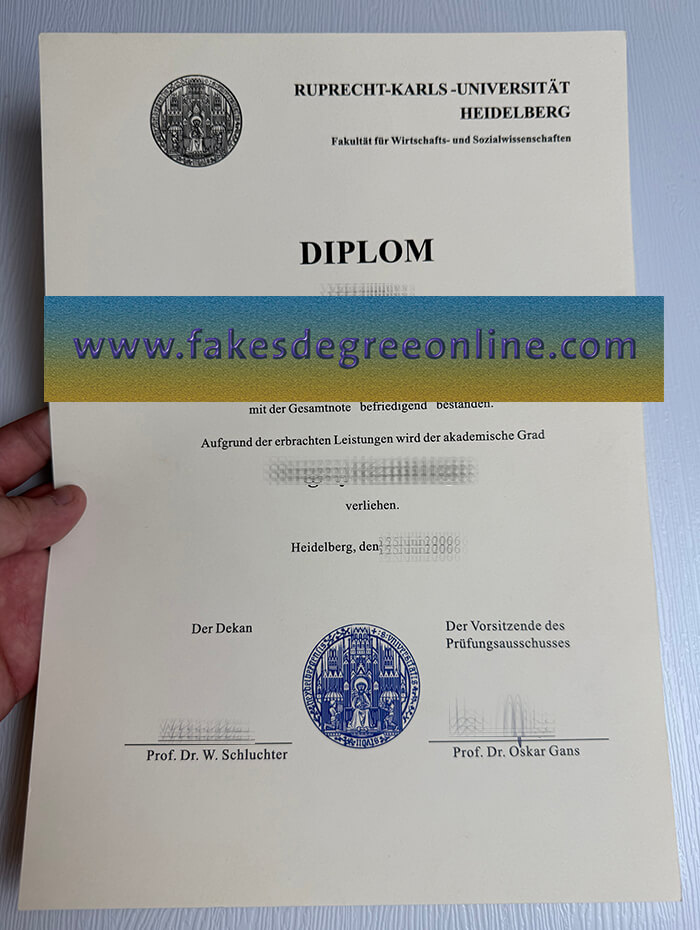 RUPRECHT-KARLS-UNIVERSITÄT
HEIDELBERG
Fakultät für Wirtschafts- und Sozialwissenschaften
DIPLOM
www.fakesdegreeonline.com
mit der Gesamtnote befriedigend bestanden.
Aufgrund der erbrachten Leistungen wird der akademische Grad
verliehen.
Heidelberg, den
Der Dekan
Der Vorsitzende des
Prüfungsausschusses
Prof. Dr. W. Schluchter
Prof. Dr. Oskar Gans